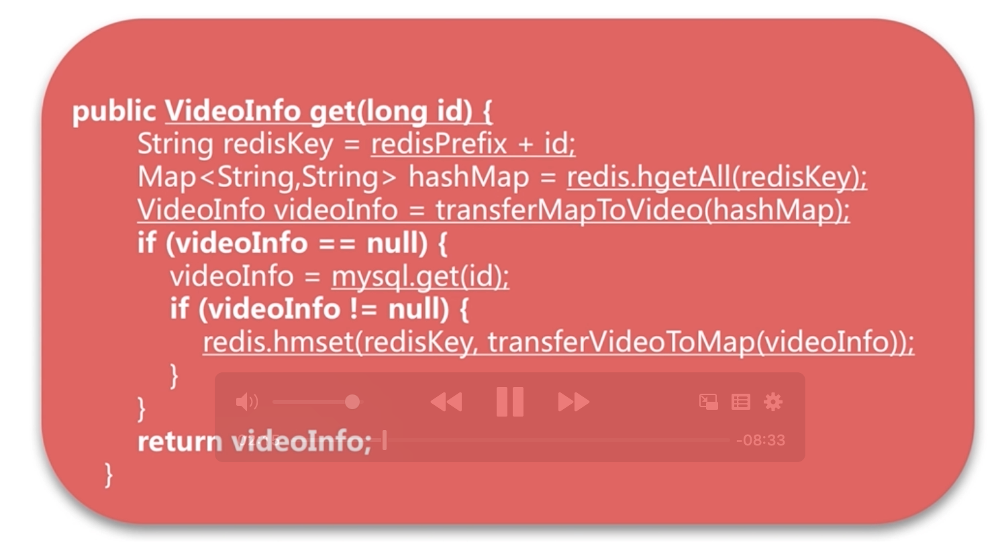 public VideoInfo get(long id) {
String redisKey = redisPrefix + id;
Map<String,String> hashMap = redis.hgetAll(redisKey);
VideoInfo videoInfo = transferMapToVideo(hashMap);
if (videoInfo == null) {
videoInfo = mysql.get(id);
if (videoInfo != null) {
redis.hmset(redisKey, transferVideoToMap(videoInfo));
}
}
return videoInfo;
02:15
-08:33
}